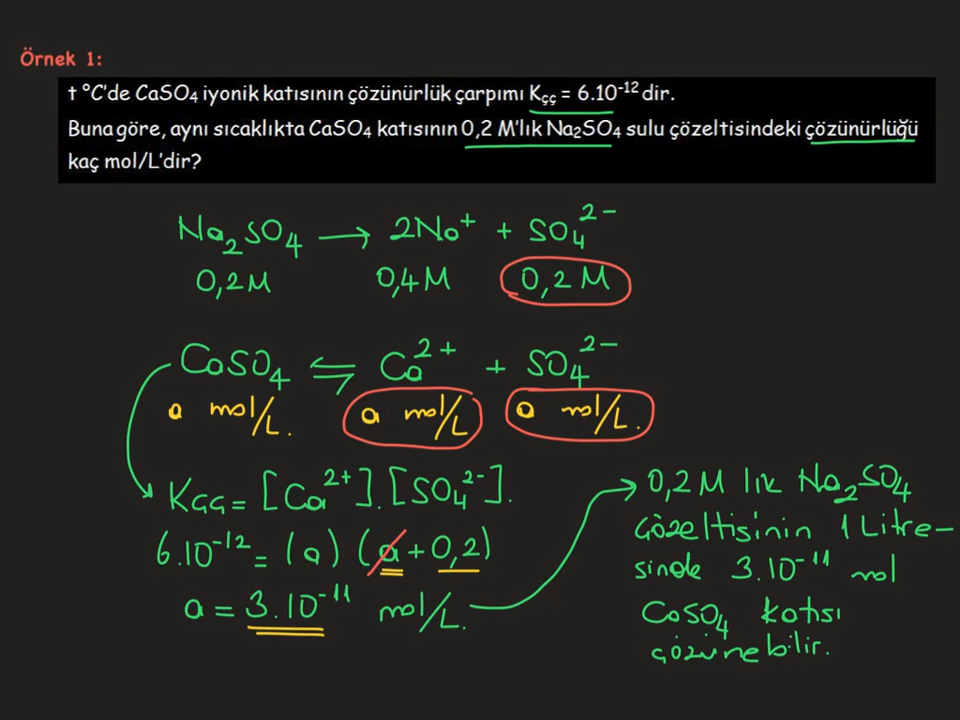 Örnek 1:
t °C'de CaSO₄ iyonik katısının çözünürlük çarpımı Kçç = 6.10⁻¹² dir.
Buna göre, aynı sıcaklıkta CaSO₄ katısının 0,2 M'lık Na₂SO₄ sulu çözeltisindeki çözünürlüğü
kaç mol/L'dir?
Na₂SO₄ → 2Na⁺ + SO₄²⁻
0,2M 0,4M 0,2M
CaSO₄ ⇌ Ca²⁺ + SO₄²⁻
a mol/L. a mol/L a mol/L.
Kçç = [Ca²⁺].[SO₄²⁻].
6.10⁻¹² = (a) (a + 0,2)
a = 3.10⁻¹¹ mol/L.
→ 0,2M lık Na₂SO₄
çözeltisinin 1 Litre-
sinde 3.10⁻¹¹ mol
CaSO₄ katısı
çözünebilir.